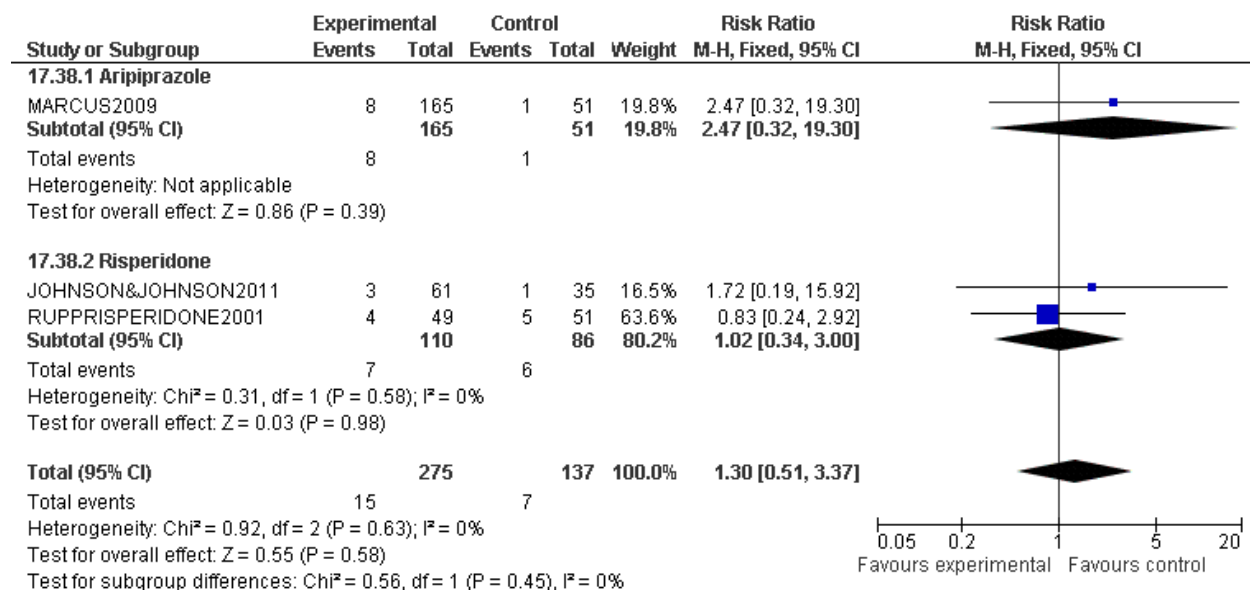 Experimental Control Risk Ratio Risk Ratio
Study or Subgroup Events Total Events Total Weight M-H, Fixed, 95% CI M-H, Fixed, 95% CI
17.38.1 Aripiprazole
MARCUS2009 8 165 1 51 19.8% 2.47 [0.32, 19.30]
Subtotal (95% CI) 165 51 19.8% 2.47 [0.32, 19.30]
Total events 8 1
Heterogeneity: Not applicable
Test for overall effect: Z = 0.86 (P = 0.39)
17.38.2 Risperidone
JOHNSON&JOHNSON2011 3 61 1 35 16.5% 1.72 [0.19, 15.92]
RUPPRISPERIDONE2001 4 49 5 51 63.6% 0.83 [0.24, 2.92]
Subtotal (95% CI) 110 86 80.2% 1.02 [0.34, 3.00]
Total events 7 6
Heterogeneity: Chi² = 0.31, df = 1 (P = 0.58); I² = 0%
Test for overall effect: Z = 0.03 (P = 0.98)
Total (95% CI) 275 137 100.0% 1.30 [0.51, 3.37]
Total events 15 7
Heterogeneity: Chi² = 0.92, df = 2 (P = 0.63); I² = 0%
Test for overall effect: Z = 0.55 (P = 0.58)
Test for subgroup differences: Chi² = 0.56, df = 1 (P = 0.45), I² = 0%
0.05 0.2 1 5 20
Favours experimental Favours control